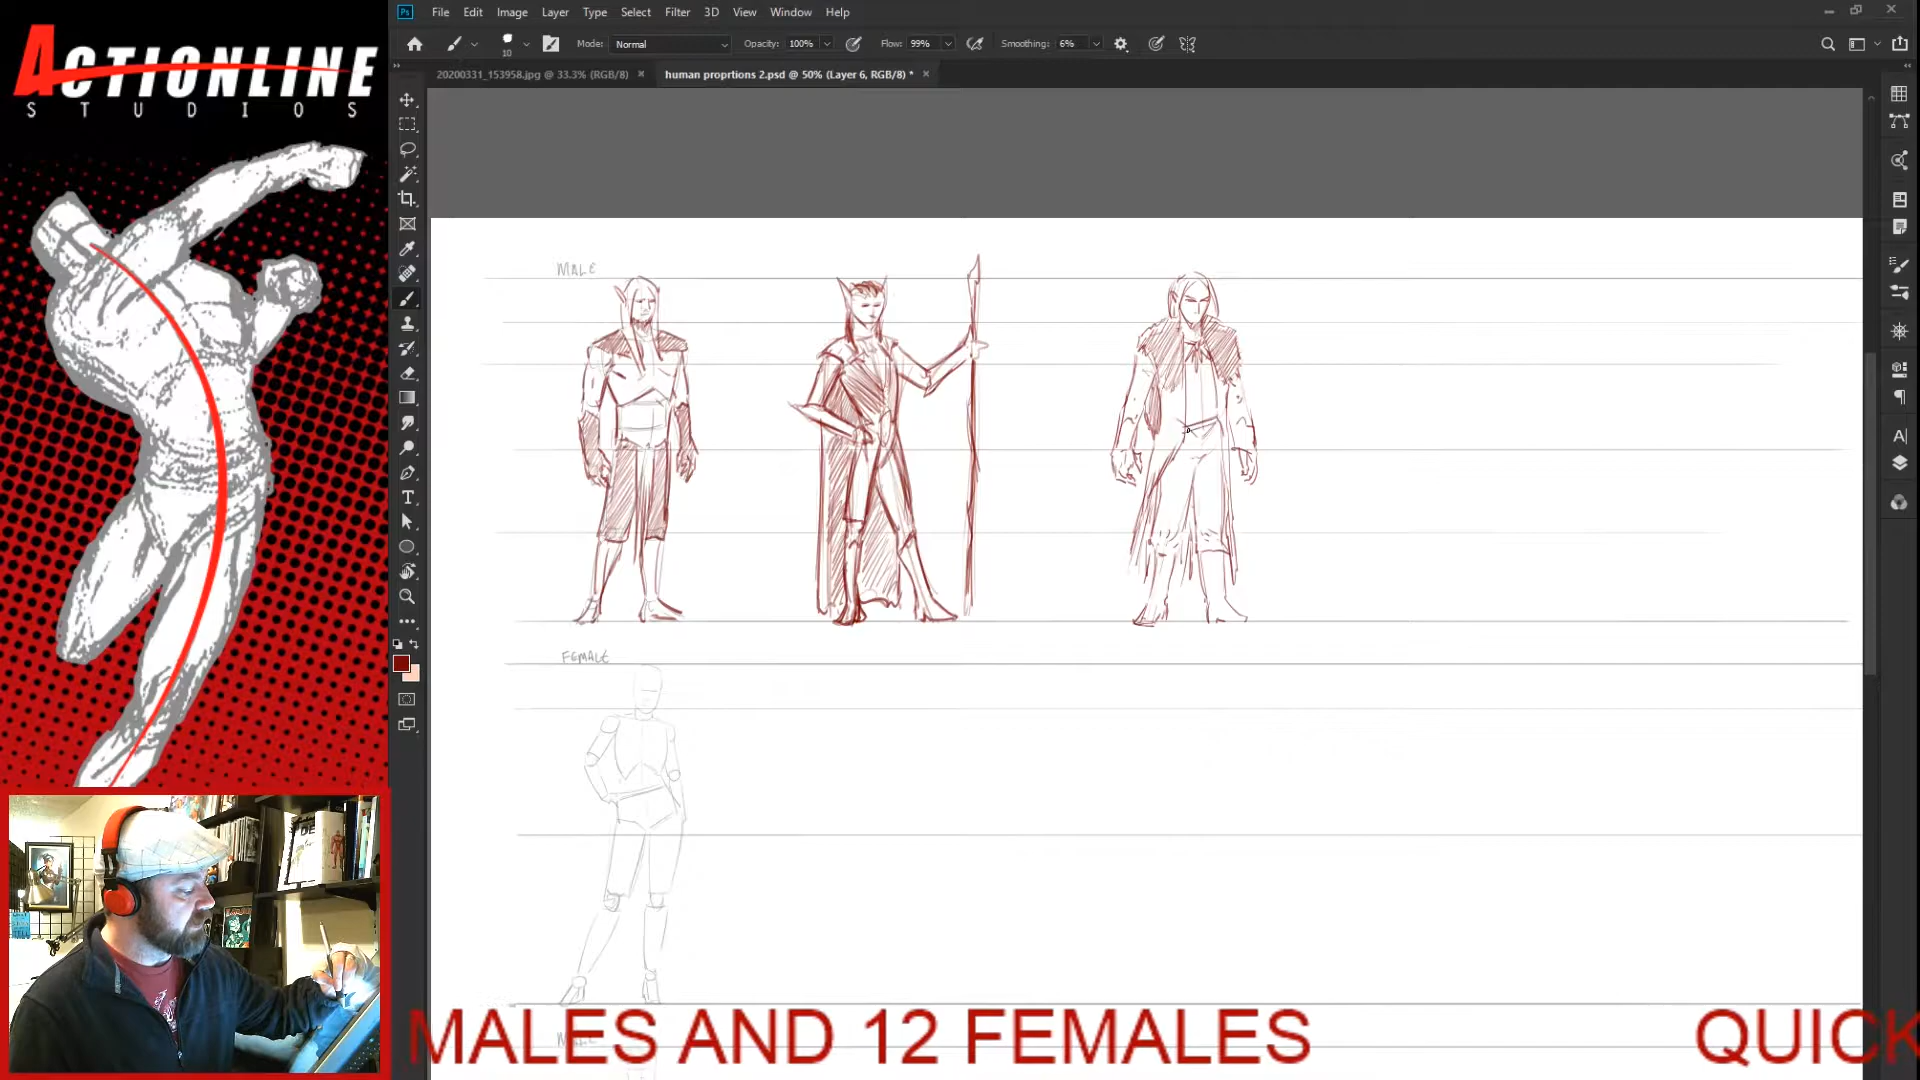 ACTIONLINE
STUDIOS
Ps File Edit Image Layer Type Select Filter 3D View Window Help
10 Mode: Normal Opacity: 100% Flow: 99% Smoothing: 6%
20200331_153958.jpg @ 33.3% (RGB/8) × human proprtions 2.psd @ 50% (Layer 6, RGB/8) * ×
MALE
FEMALE
MALES AND 12 FEMALES QUICK